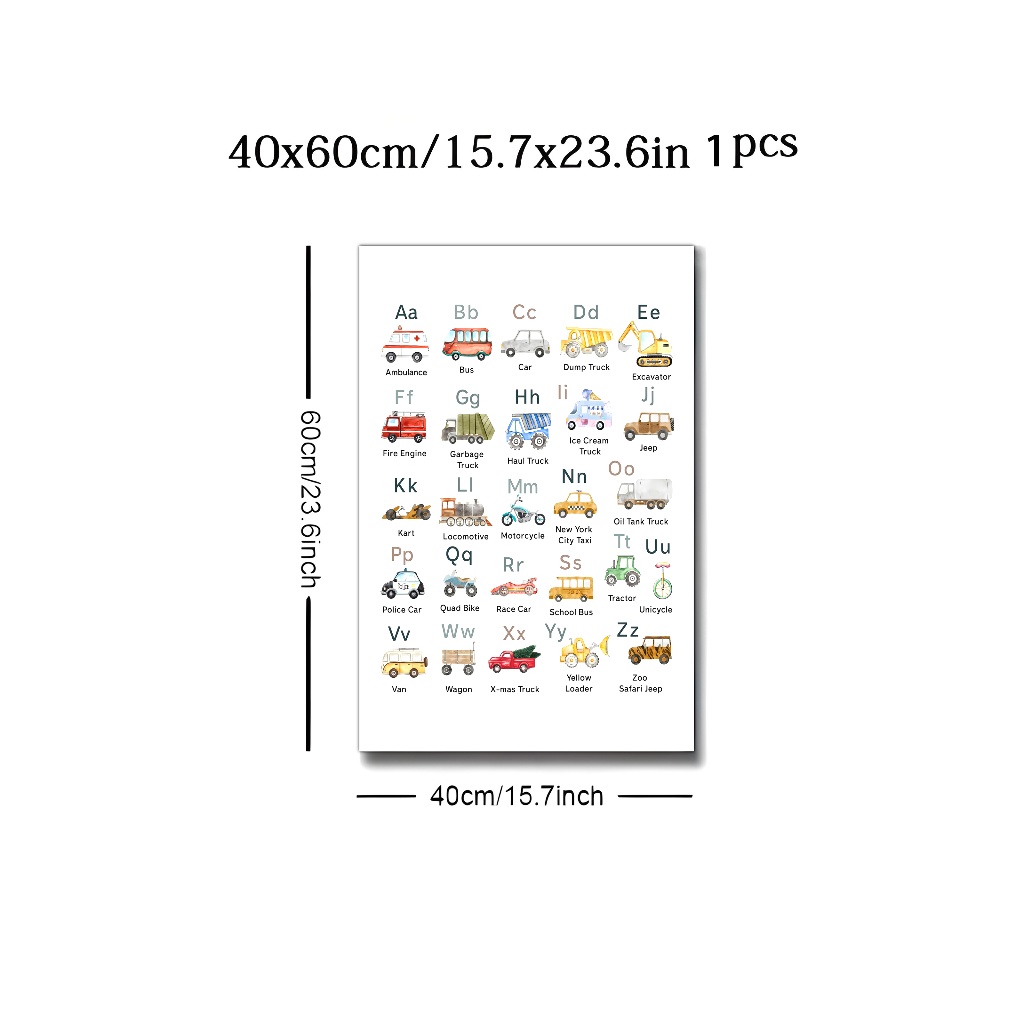 40x60cm/15.7x23.6in 1pcs
60cm/23.6inch
Aa Bb Cc Dd Ee
Ambulance Bus Car Dump Truck Excavator
Ff Gg Hh Ii Jj
Fire Engine Garbage Truck Haul Truck Ice Cream Truck Jeep
Kk Ll Mm Nn Oo
Kart Locomotive Motorcycle New York City Taxi Oil Tank Truck
Pp Qq Rr Ss Tt Uu
Police Car Quad Bike Race Car School Bus Tractor Unicycle
Vv Ww Xx Yy Zz
Van Wagon X-mas Truck Yellow Loader Zoo Safari Jeep
40cm/15.7inch